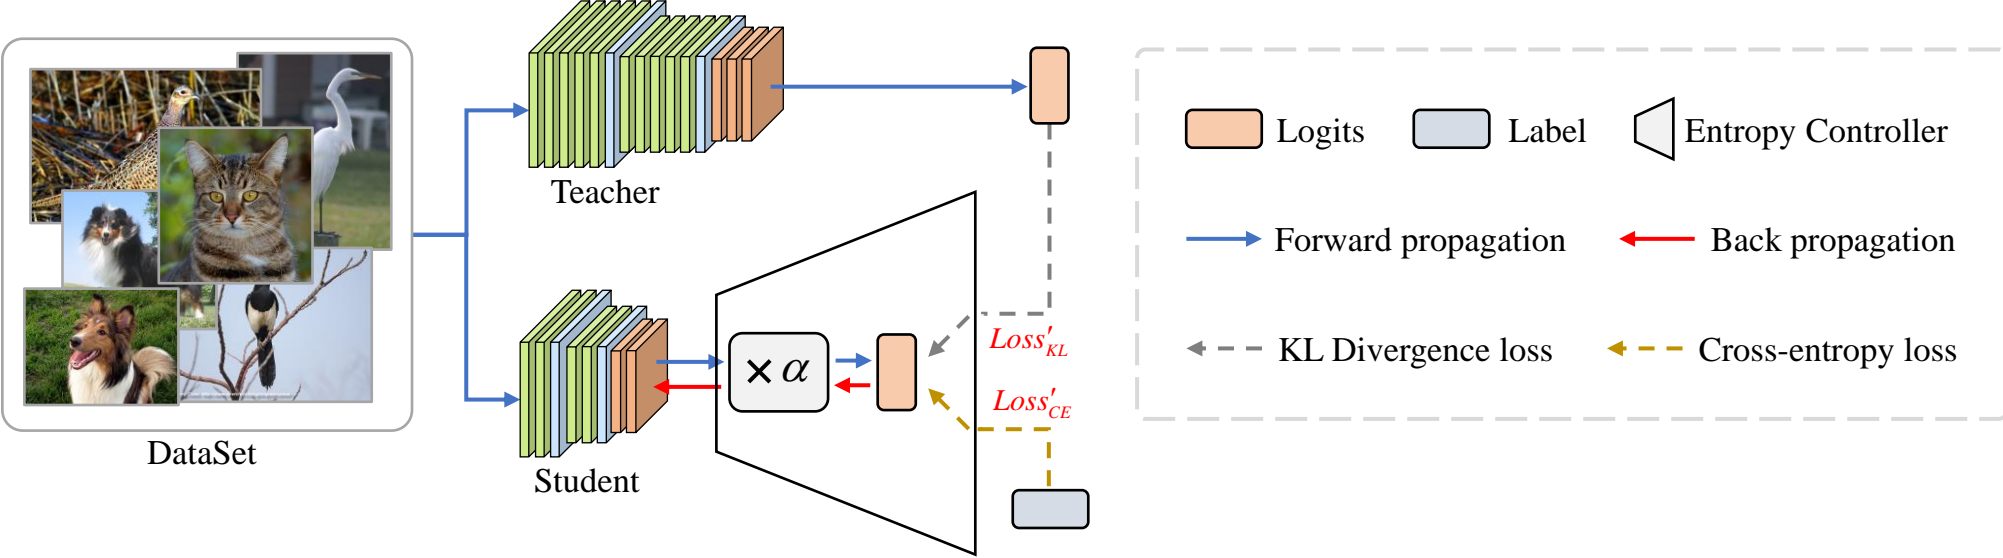 Teacher
DataSet
Student
× α
Loss'KL
Loss'CE
Logits
Label
Entropy Controller
Forward propagation
Back propagation
KL Divergence loss
Cross-entropy loss